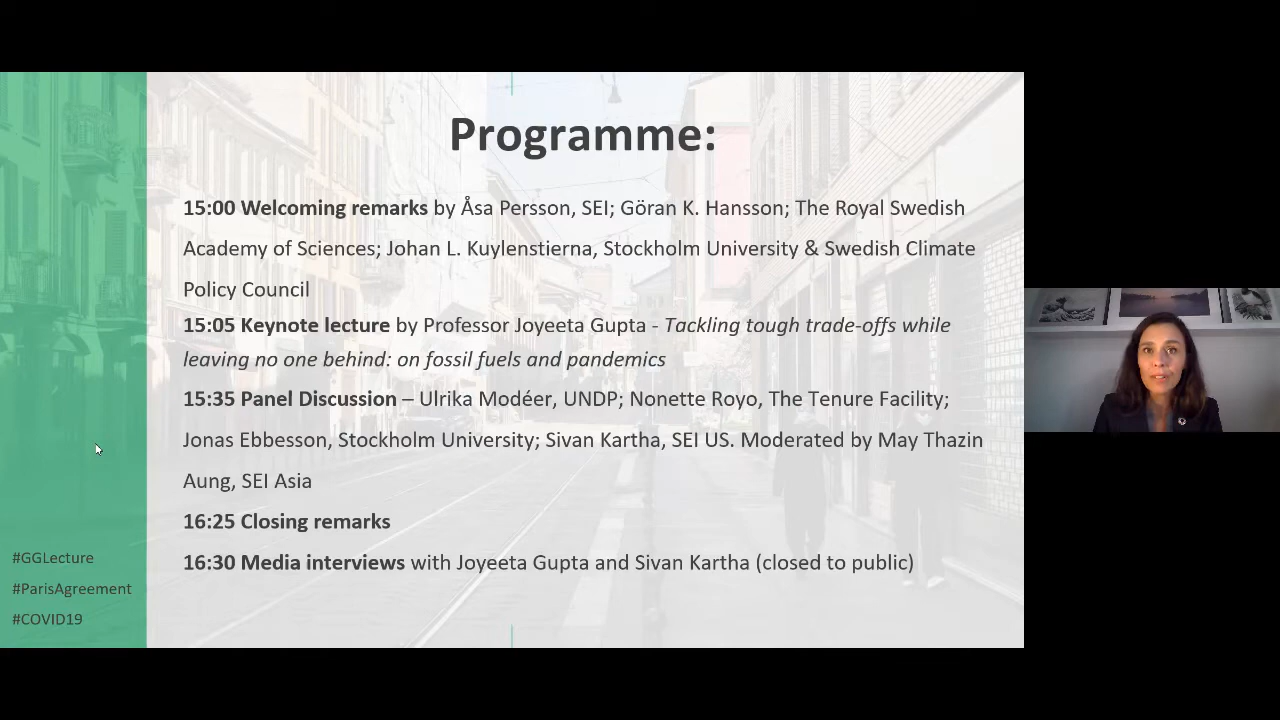 Programme:
15:00 Welcoming remarks by Åsa Persson, SEI; Göran K. Hansson; The Royal Swedish
Academy of Sciences; Johan L. Kuylenstierna, Stockholm University & Swedish Climate
Policy Council
15:05 Keynote lecture by Professor Joyeeta Gupta - Tackling tough trade-offs while
leaving no one behind: on fossil fuels and pandemics
15:35 Panel Discussion – Ulrika Modéer, UNDP; Nonette Royo, The Tenure Facility;
Jonas Ebbesson, Stockholm University; Sivan Kartha, SEI US. Moderated by May Thazin
Aung, SEI Asia
16:25 Closing remarks
16:30 Media interviews with Joyeeta Gupta and Sivan Kartha (closed to public)
#GGLecture
#ParisAgreement
#COVID19